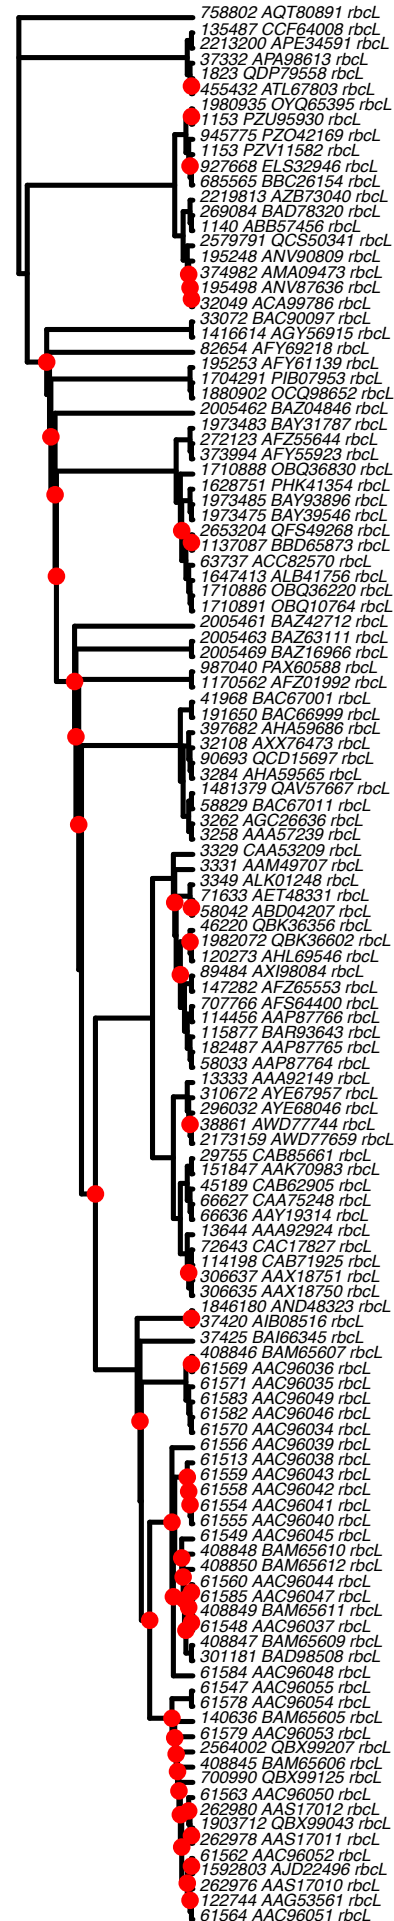 758802 AQT80891 rbcL
135487 CCF64008 rbcL
2213200 APE34591 rbcL
37332 APA98613 rbcL
1823 QDP79558 rbcL
455432 ATL67803 rbcL
1980935 OYQ65395 rbcL
1153 PZU95930 rbcL
945775 PZO42169 rbcL
1153 PZV11582 rbcL
927668 ELS32946 rbcL
685565 BBC26154 rbcL
2219813 AZB73040 rbcL
269084 BAD78320 rbcL
1140 ABB57456 rbcL
2579791 QCS50341 rbcL
195248 ANV90809 rbcL
374982 AMA09473 rbcL
195498 ANV87636 rbcL
32049 ACA99786 rbcL
33072 BAC90097 rbcL
1416614 AGY56915 rbcL
82654 AFY69218 rbcL
195253 AFY61139 rbcL
1704291 PIB07953 rbcL
1880902 OCQ98652 rbcL
2005462 BAZ04846 rbcL
1973483 BAY31787 rbcL
272123 AFZ55644 rbcL
373994 AFY55923 rbcL
1710888 OBQ36830 rbcL
1628751 PHK41354 rbcL
1973485 BAY93896 rbcL
1973475 BAY39546 rbcL
2653204 QFS49268 rbcL
1137087 BBD65873 rbcL
63737 ACC82570 rbcL
1647413 ALB41756 rbcL
1710886 OBQ36220 rbcL
1710891 OBQ10764 rbcL
2005461 BAZ42712 rbcL
2005463 BAZ63111 rbcL
2005469 BAZ16966 rbcL
987040 PAX60588 rbcL
1170562 AFZ01992 rbcL
41968 BAC67001 rbcL
191650 BAC66999 rbcL
397682 AHA59686 rbcL
32108 AXX76473 rbcL
90693 QCD15697 rbcL
3284 AHA59565 rbcL
1481379 QAV57667 rbcL
58829 BAC67011 rbcL
3262 AGC26636 rbcL
3258 AAA57239 rbcL
3329 CAA53209 rbcL
3331 AAM49707 rbcL
3349 ALK01248 rbcL
71633 AET48331 rbcL
58042 ABD04207 rbcL
46220 QBK36356 rbcL
1982072 QBK36602 rbcL
120273 AHL69546 rbcL
89484 AXI98084 rbcL
147282 AFZ65553 rbcL
707766 AFS64400 rbcL
114456 AAP87766 rbcL
115877 BAR93643 rbcL
182487 AAP87765 rbcL
58033 AAP87764 rbcL
13333 AAA92149 rbcL
310672 AYE67957 rbcL
296032 AYE68046 rbcL
38861 AWD77744 rbcL
2173159 AWD77659 rbcL
29755 CAB85661 rbcL
151847 AAK70983 rbcL
45189 CAB62905 rbcL
66627 CAA75248 rbcL
66636 AAY19314 rbcL
13644 AAA92924 rbcL
72643 CAC17827 rbcL
114198 CAB71925 rbcL
306637 AAX18751 rbcL
306635 AAX18750 rbcL
1846180 AND48323 rbcL
37420 AIB08516 rbcL
37425 BAI66345 rbcL
408846 BAM65607 rbcL
61569 AAC96036 rbcL
61571 AAC96035 rbcL
61583 AAC96049 rbcL
61582 AAC96046 rbcL
61570 AAC96034 rbcL
61556 AAC96039 rbcL
61513 AAC96038 rbcL
61559 AAC96043 rbcL
61558 AAC96042 rbcL
61554 AAC96041 rbcL
61555 AAC96040 rbcL
61549 AAC96045 rbcL
408848 BAM65610 rbcL
408850 BAM65612 rbcL
61560 AAC96044 rbcL
61585 AAC96047 rbcL
408849 BAM65611 rbcL
61548 AAC96037 rbcL
408847 BAM65609 rbcL
301181 BAD98508 rbcL
61584 AAC96048 rbcL
61547 AAC96055 rbcL
61578 AAC96054 rbcL
140636 BAM65605 rbcL
61579 AAC96053 rbcL
2564002 QBX99207 rbcL
408845 BAM65606 rbcL
700990 QBX99125 rbcL
61563 AAC96050 rbcL
262980 AAS17012 rbcL
1903712 QBX99043 rbcL
262978 AAS17011 rbcL
61562 AAC96052 rbcL
1592803 AJD22496 rbcL
262976 AAS17010 rbcL
122744 AAG53561 rbcL
61564 AAC96051 rbcL